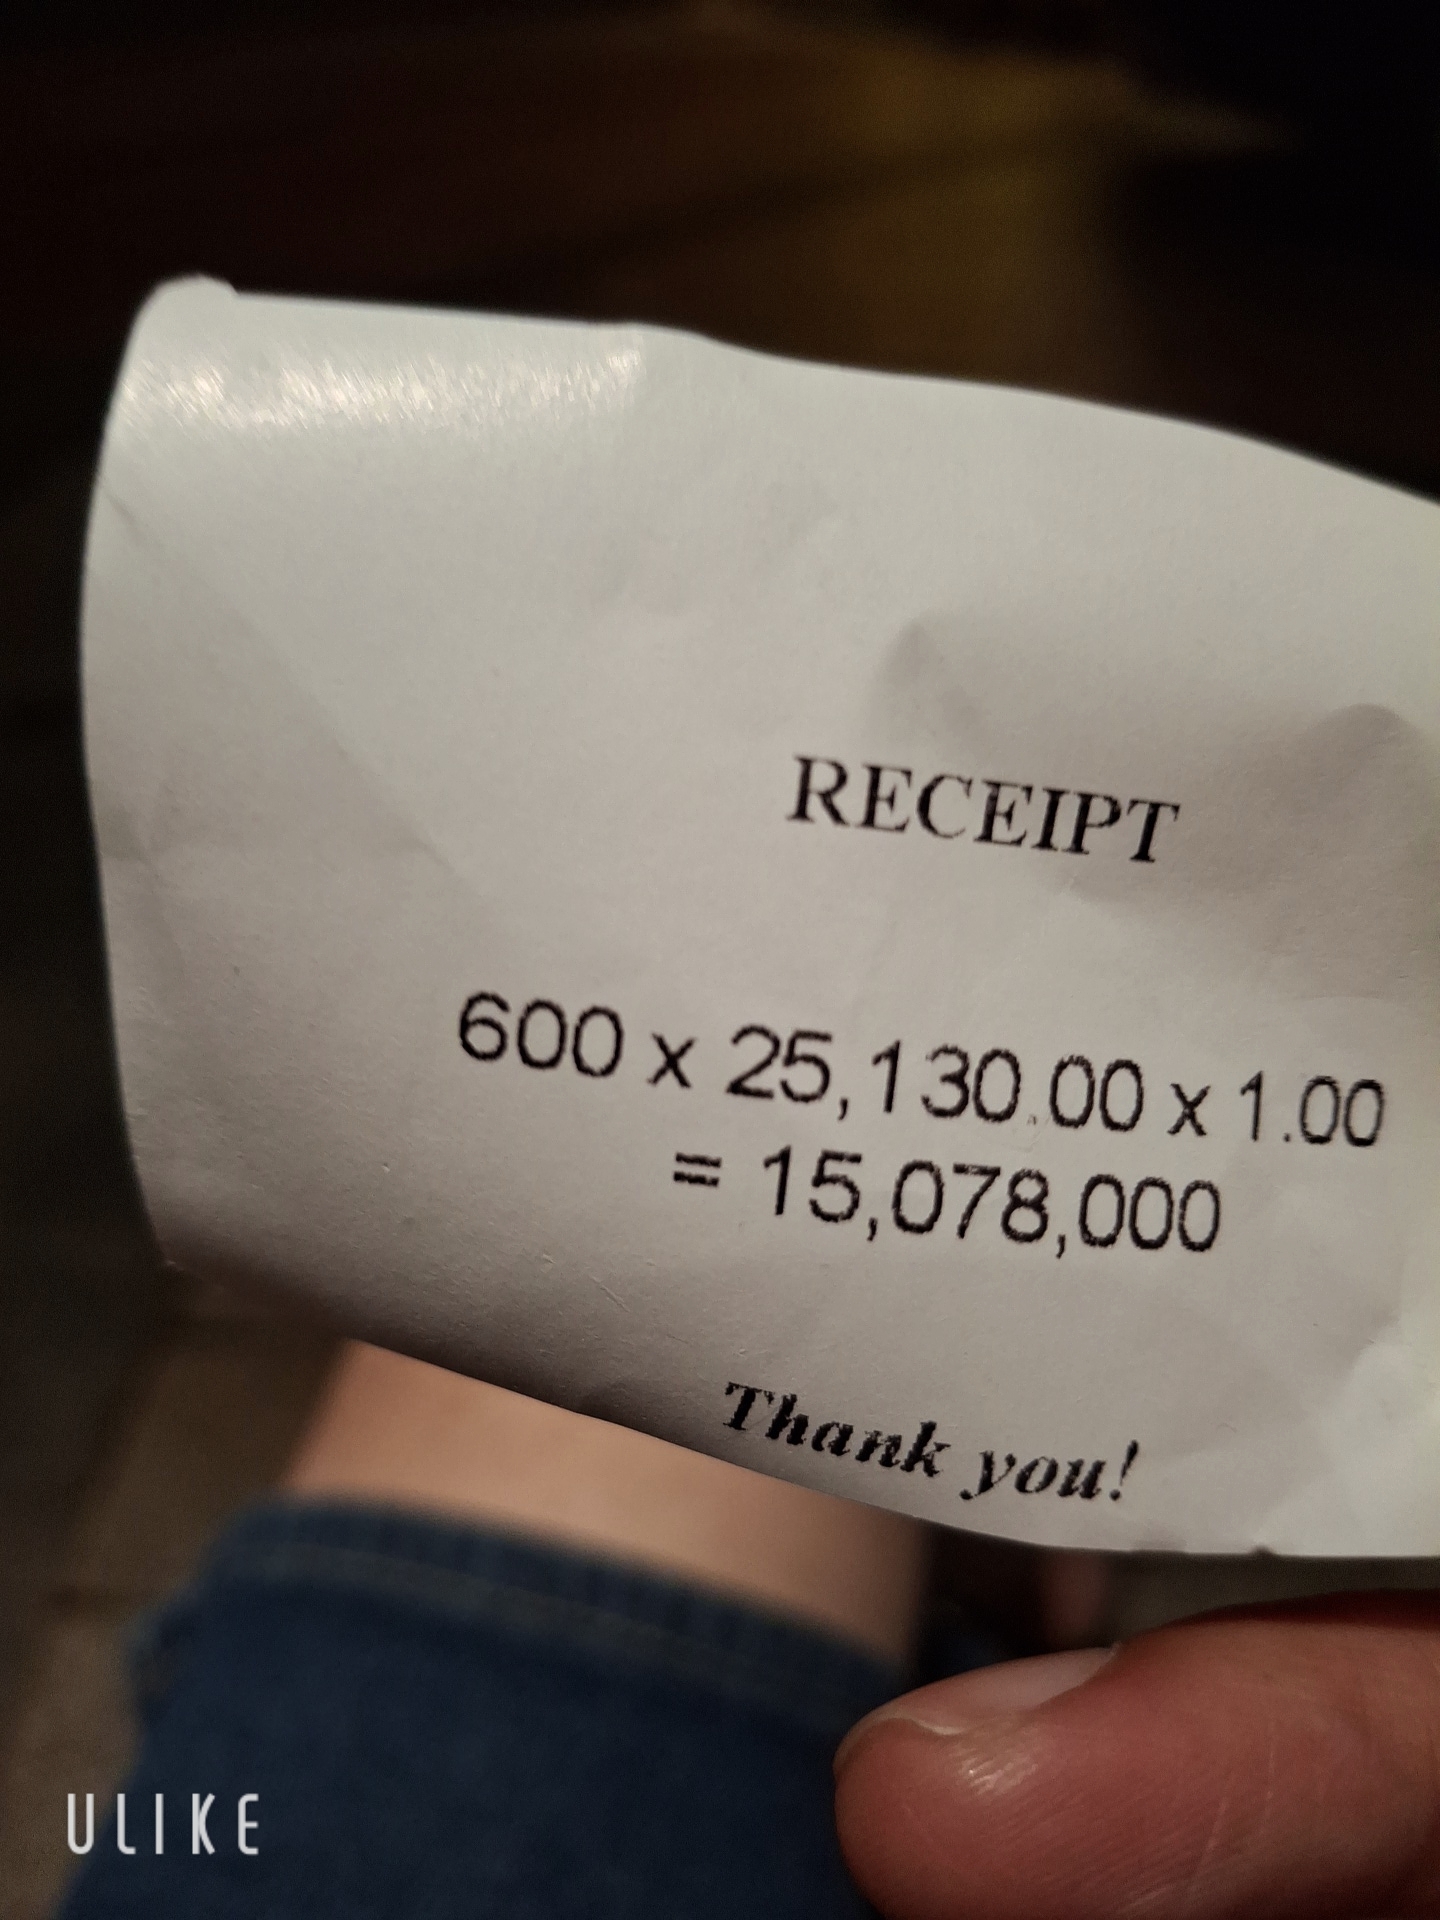 RECEIPT
600 x 25,130.00 x 1.00
= 15,078,000
Thank you!
ULIKE